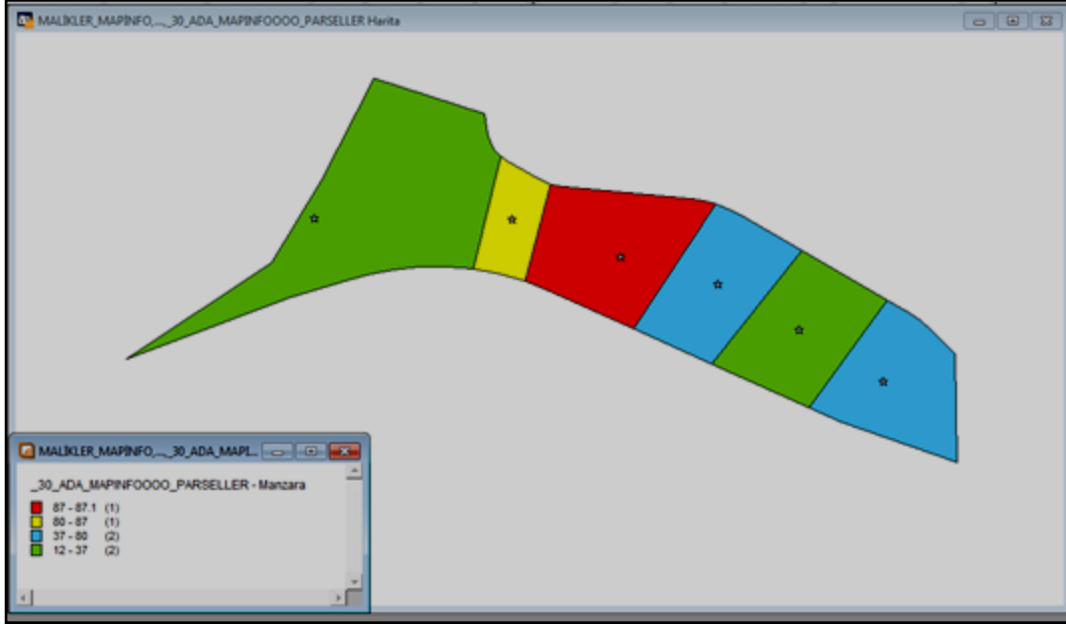 MALİKLER_MAPİNFO,...,_30_ADA_MAPINFOOOO_PARSELLER Harita
MALİKLER_MAPİNFO,...,_30_ADA_MAPI...
_30_ADA_MAPINFOOOO_PARSELLER - Manzara
87 - 87.1 (1)
80 - 87 (1)
37 - 80 (2)
12 - 37 (2)